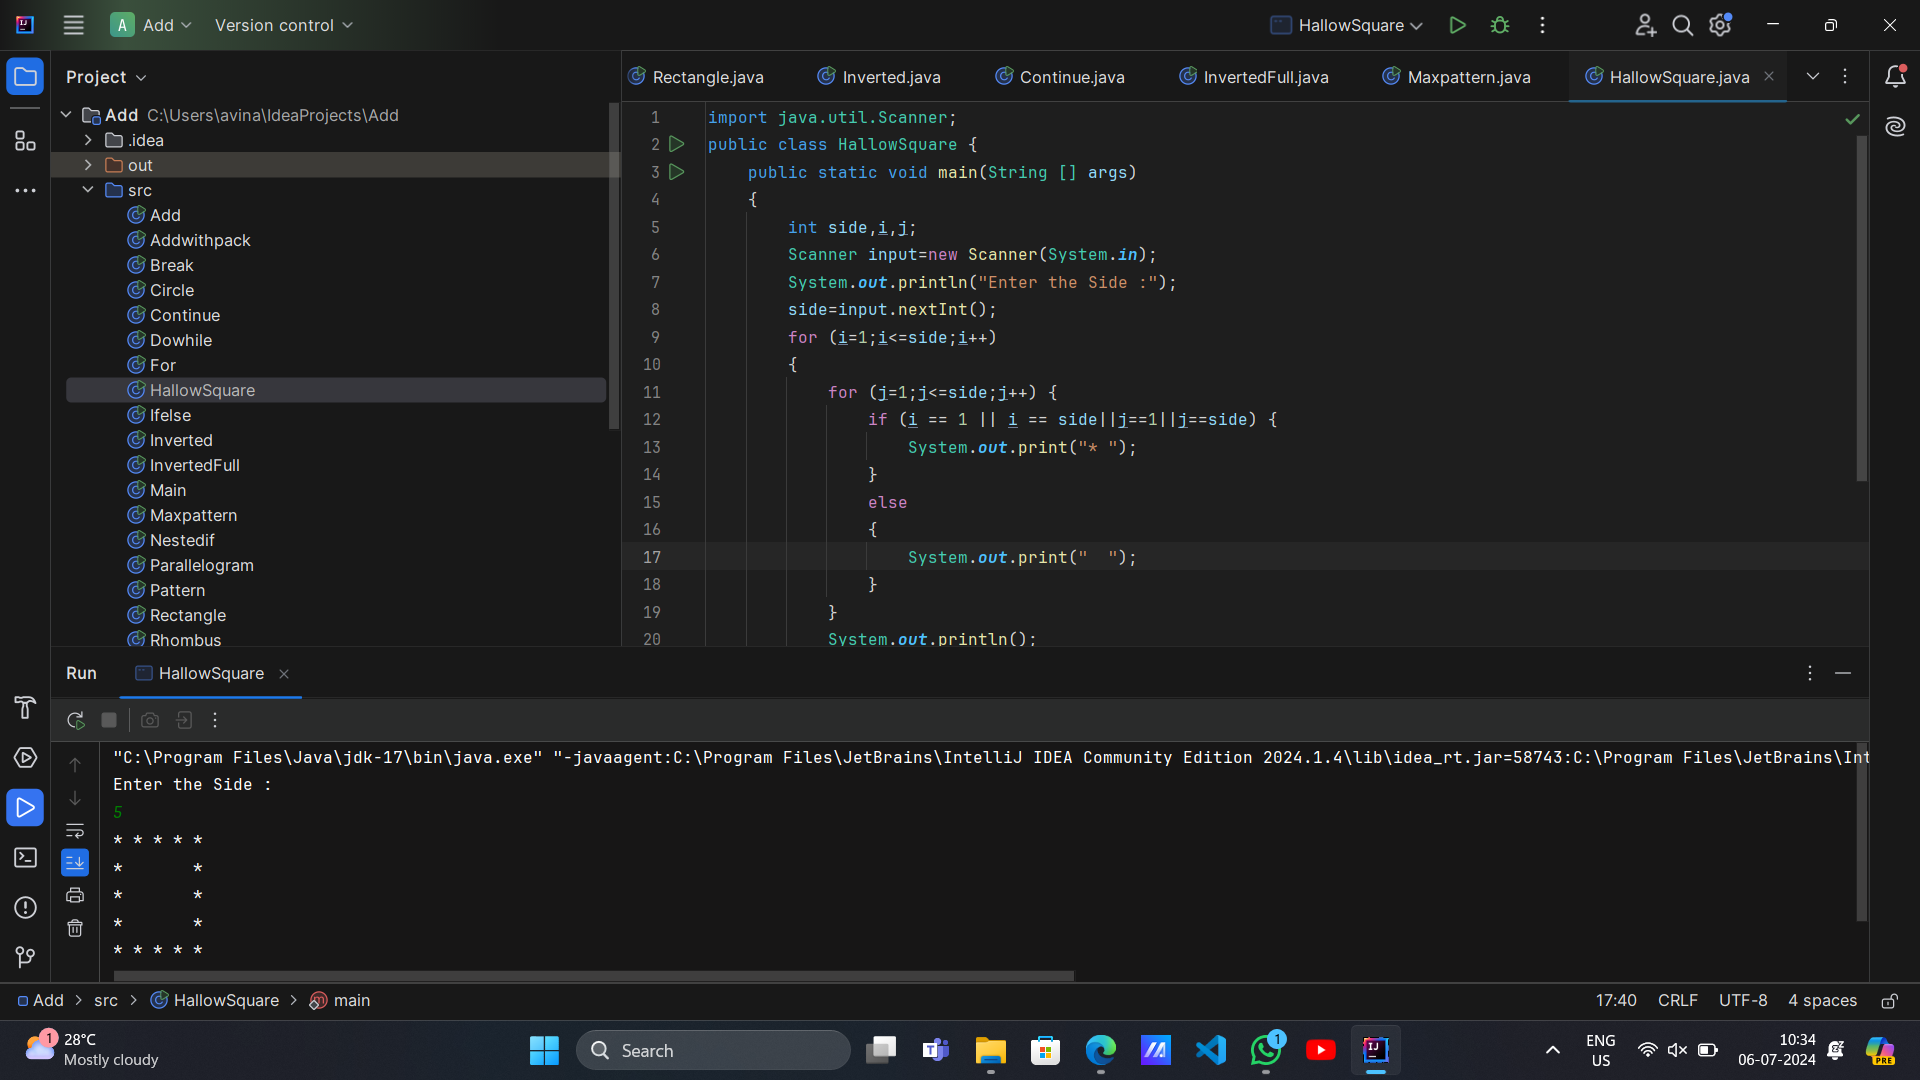 A Add Version control HallowSquare
Project
Add C:\Users\avina\IdeaProjects\Add
.idea
out
src
Add
Addwithpack
Break
Circle
Continue
Dowhile
For
HallowSquare
Ifelse
Inverted
InvertedFull
Main
Maxpattern
Nestedif
Parallelogram
Pattern
Rectangle
Rhombus
Rectangle.java Inverted.java Continue.java InvertedFull.java Maxpattern.java HallowSquare.java
1 import java.util.Scanner;
2 public class HallowSquare {
3 public static void main(String [] args)
4 {
5 int side,i,j;
6 Scanner input=new Scanner(System.in);
7 System.out.println("Enter the Side :");
8 side=input.nextInt();
9 for (i=1;i<=side;i++)
10 {
11 for (j=1;j<=side;j++) {
12 if (i == 1 || i == side||j==1||j==side) {
13 System.out.print("* ");
14 }
15 else
16 {
17 System.out.print("  ");
18 }
19 }
20 System.out.println();
Run HallowSquare
"C:\Program Files\Java\jdk-17\bin\java.exe" "-javaagent:C:\Program Files\JetBrains\IntelliJ IDEA Community Edition 2024.1.4\lib\idea_rt.jar=58743:C:\Program Files\JetBrains\Int
Enter the Side :
5
* * * * *
*       *
*       *
*       *
* * * * *
Add > src > HallowSquare > main 17:40 CRLF UTF-8 4 spaces
1 28°C
Mostly cloudy
Search
1
ENG
US
10:34
06-07-2024
PRE